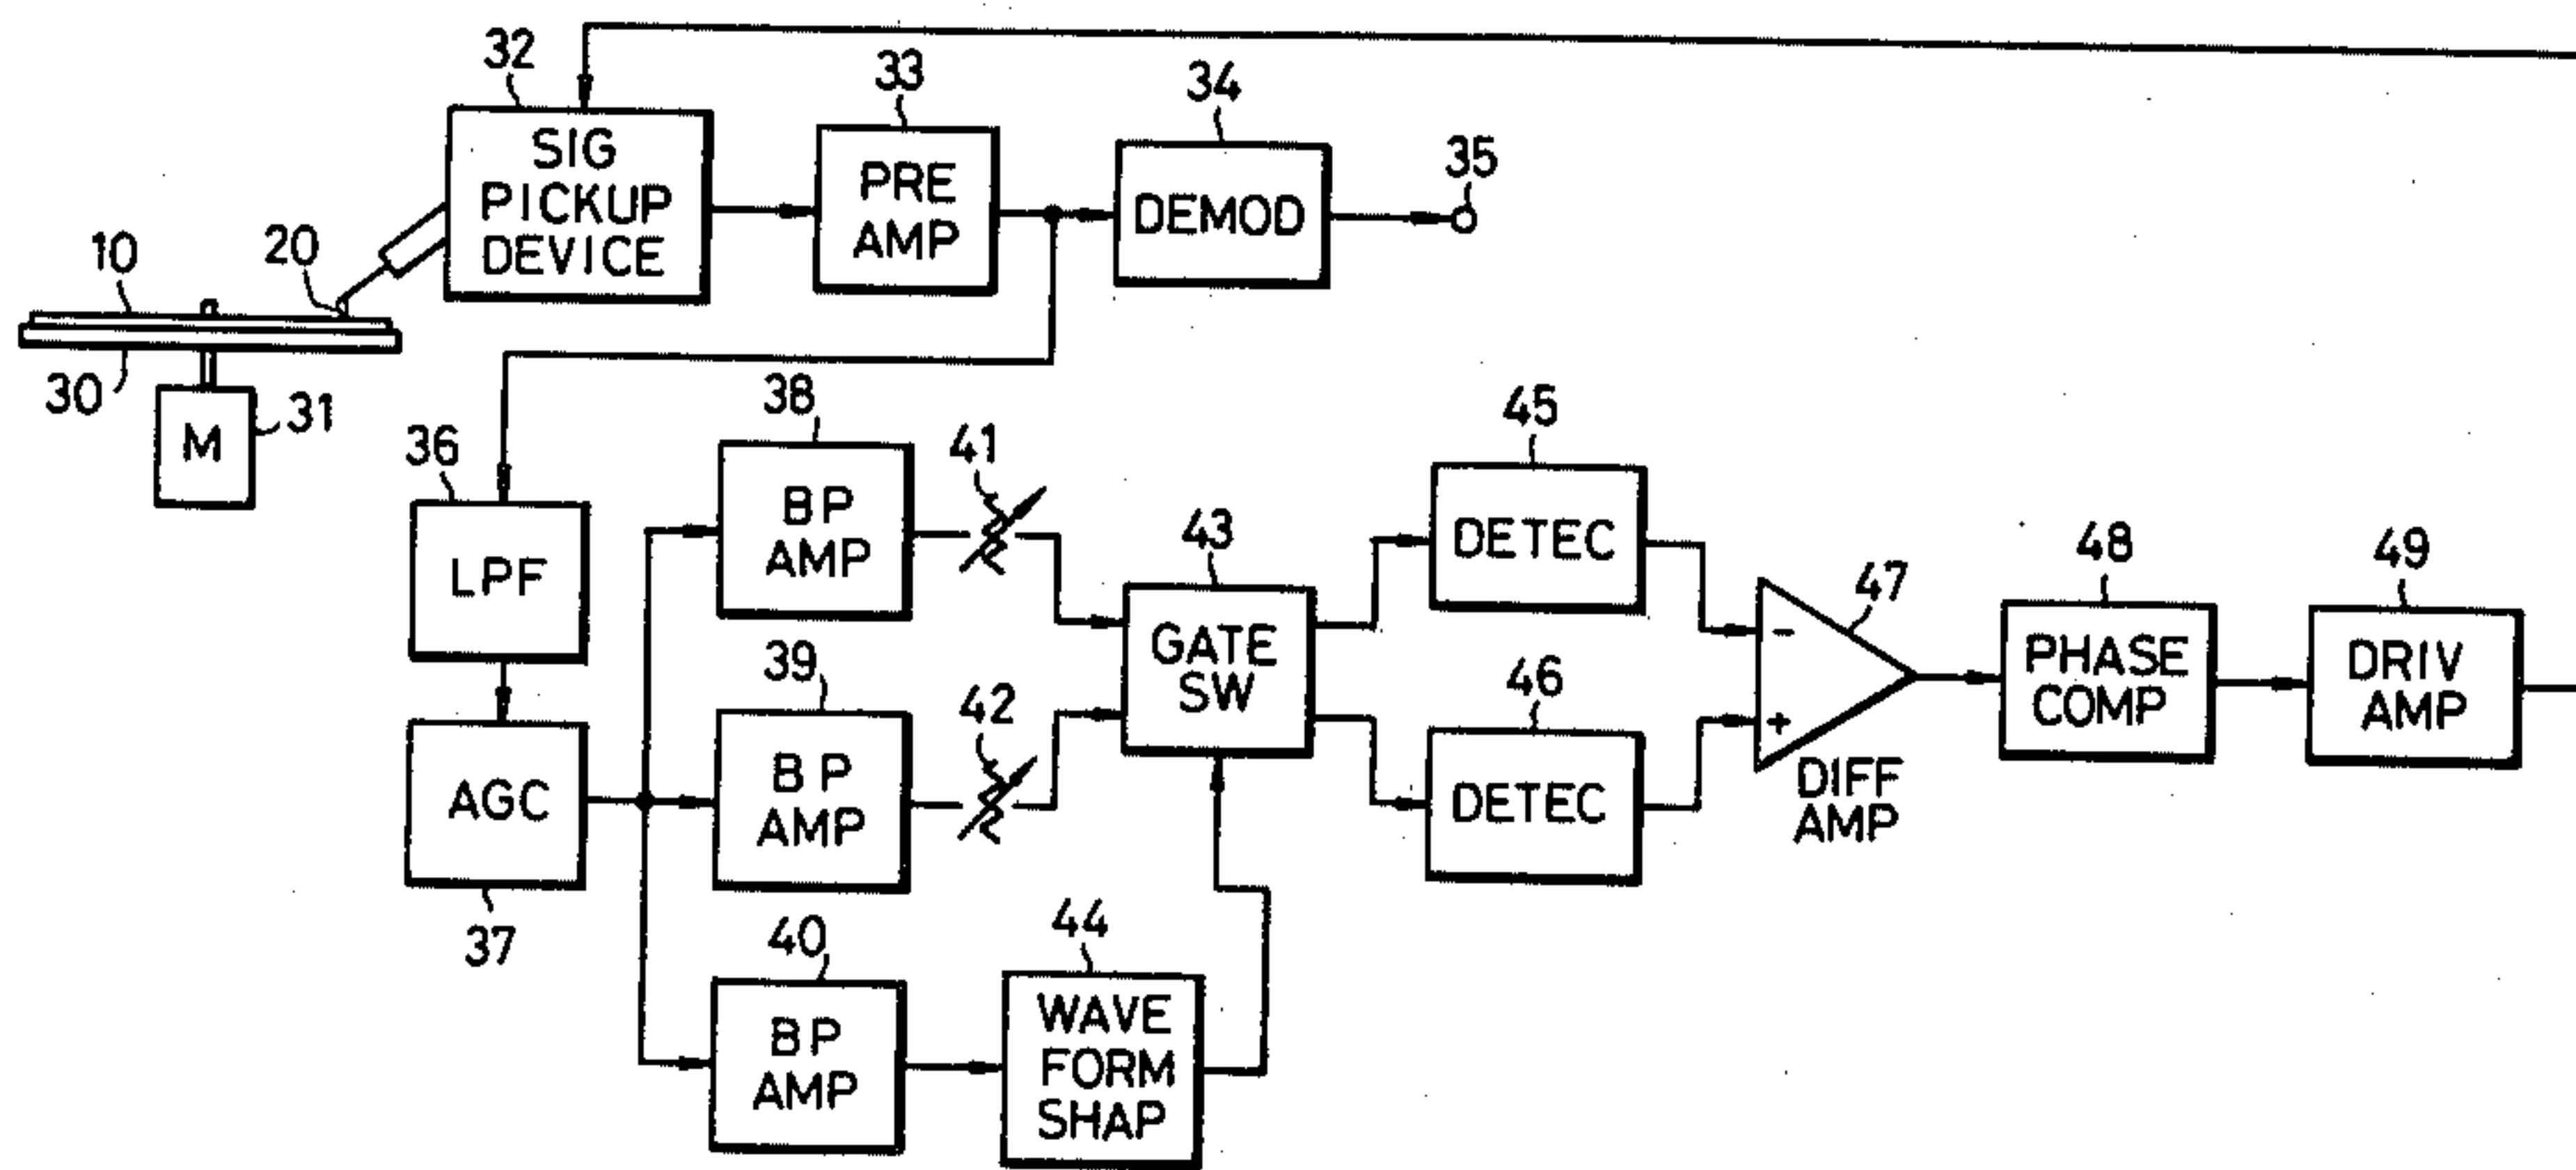 32
33
34
35
SIG
PICKUP
DEVICE
PRE
AMP
DEMOD
10
20
30
M
31
36
LPF
38
BP
AMP
41
43
GATE
SW
45
DETEC
47
-
+
DIFF
AMP
48
PHASE
COMP
49
DRIV
AMP
39
BP
AMP
42
46
DETEC
AGC
37
40
BP
AMP
44
WAVE
FORM
SHAP